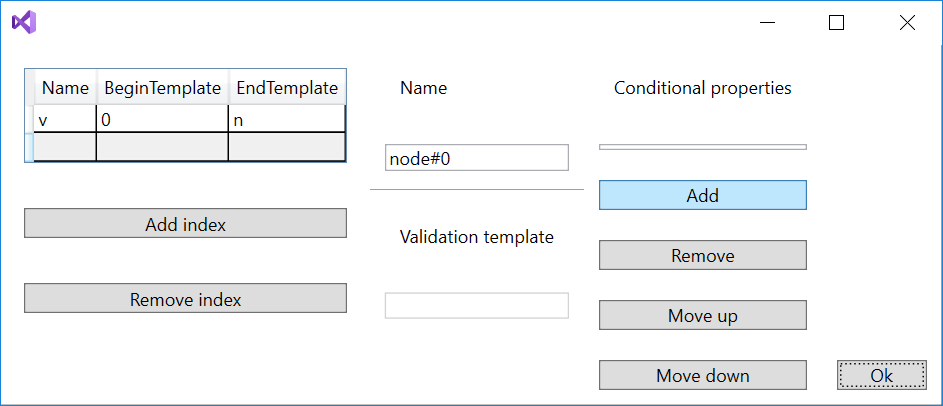 Name BeginTemplate EndTemplate
v 0 n
Add index
Remove index
Name
node#0
Validation template
Conditional properties
Add
Remove
Move up
Move down
Ok